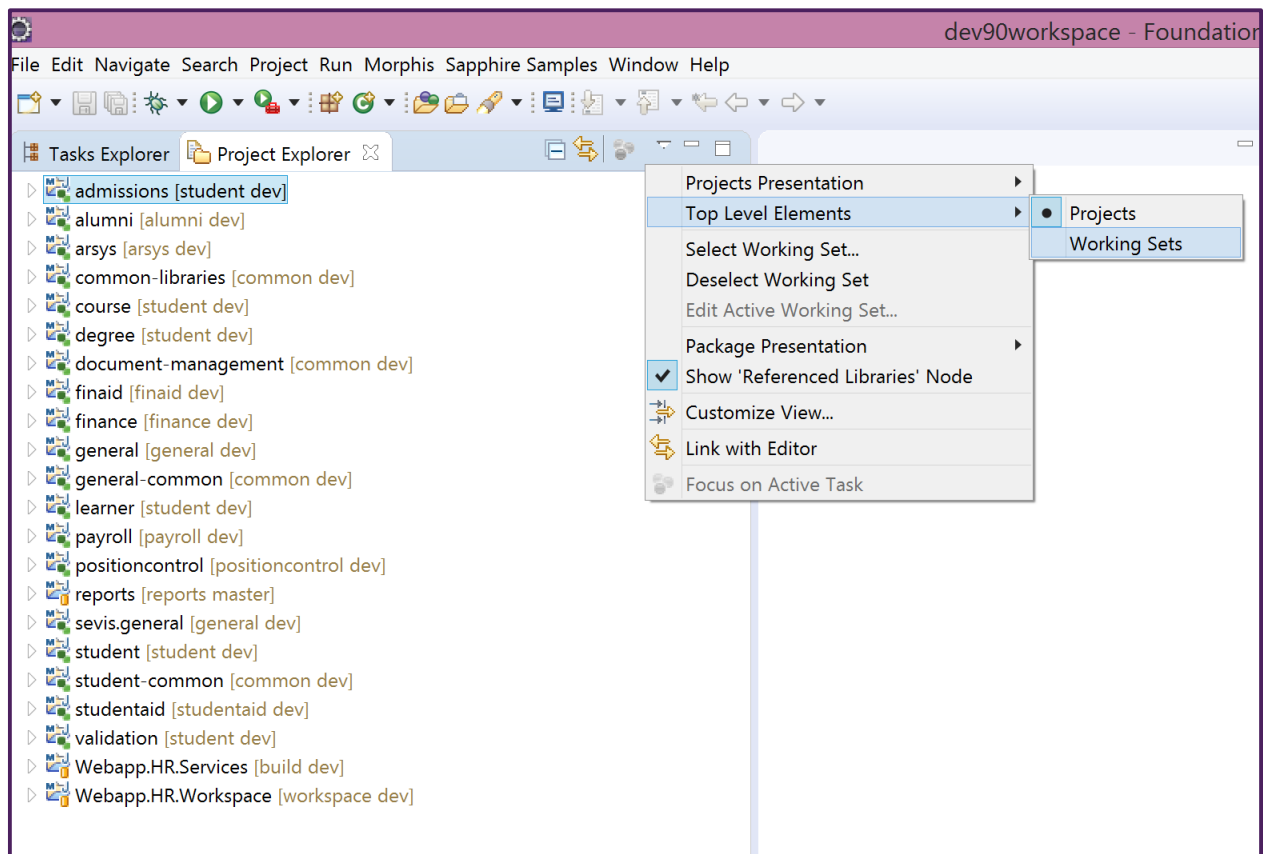 dev90workspace - Foundation
File Edit Navigate Search Project Run Morphis Sapphire Samples Window Help
Tasks Explorer Project Explorer
admissions [student dev]
alumni [alumni dev]
arsys [arsys dev]
common-libraries [common dev]
course [student dev]
degree [student dev]
document-management [common dev]
finaid [finaid dev]
finance [finance dev]
general [general dev]
general-common [common dev]
learner [student dev]
payroll [payroll dev]
positioncontrol [positioncontrol dev]
reports [reports master]
sevis.general [general dev]
student [student dev]
student-common [common dev]
studentaid [studentaid dev]
validation [student dev]
Webapp.HR.Services [build dev]
Webapp.HR.Workspace [workspace dev]
Projects Presentation
Top Level Elements
Select Working Set...
Deselect Working Set
Edit Active Working Set...
Package Presentation
Show 'Referenced Libraries' Node
Customize View...
Link with Editor
Focus on Active Task
Projects
Working Sets